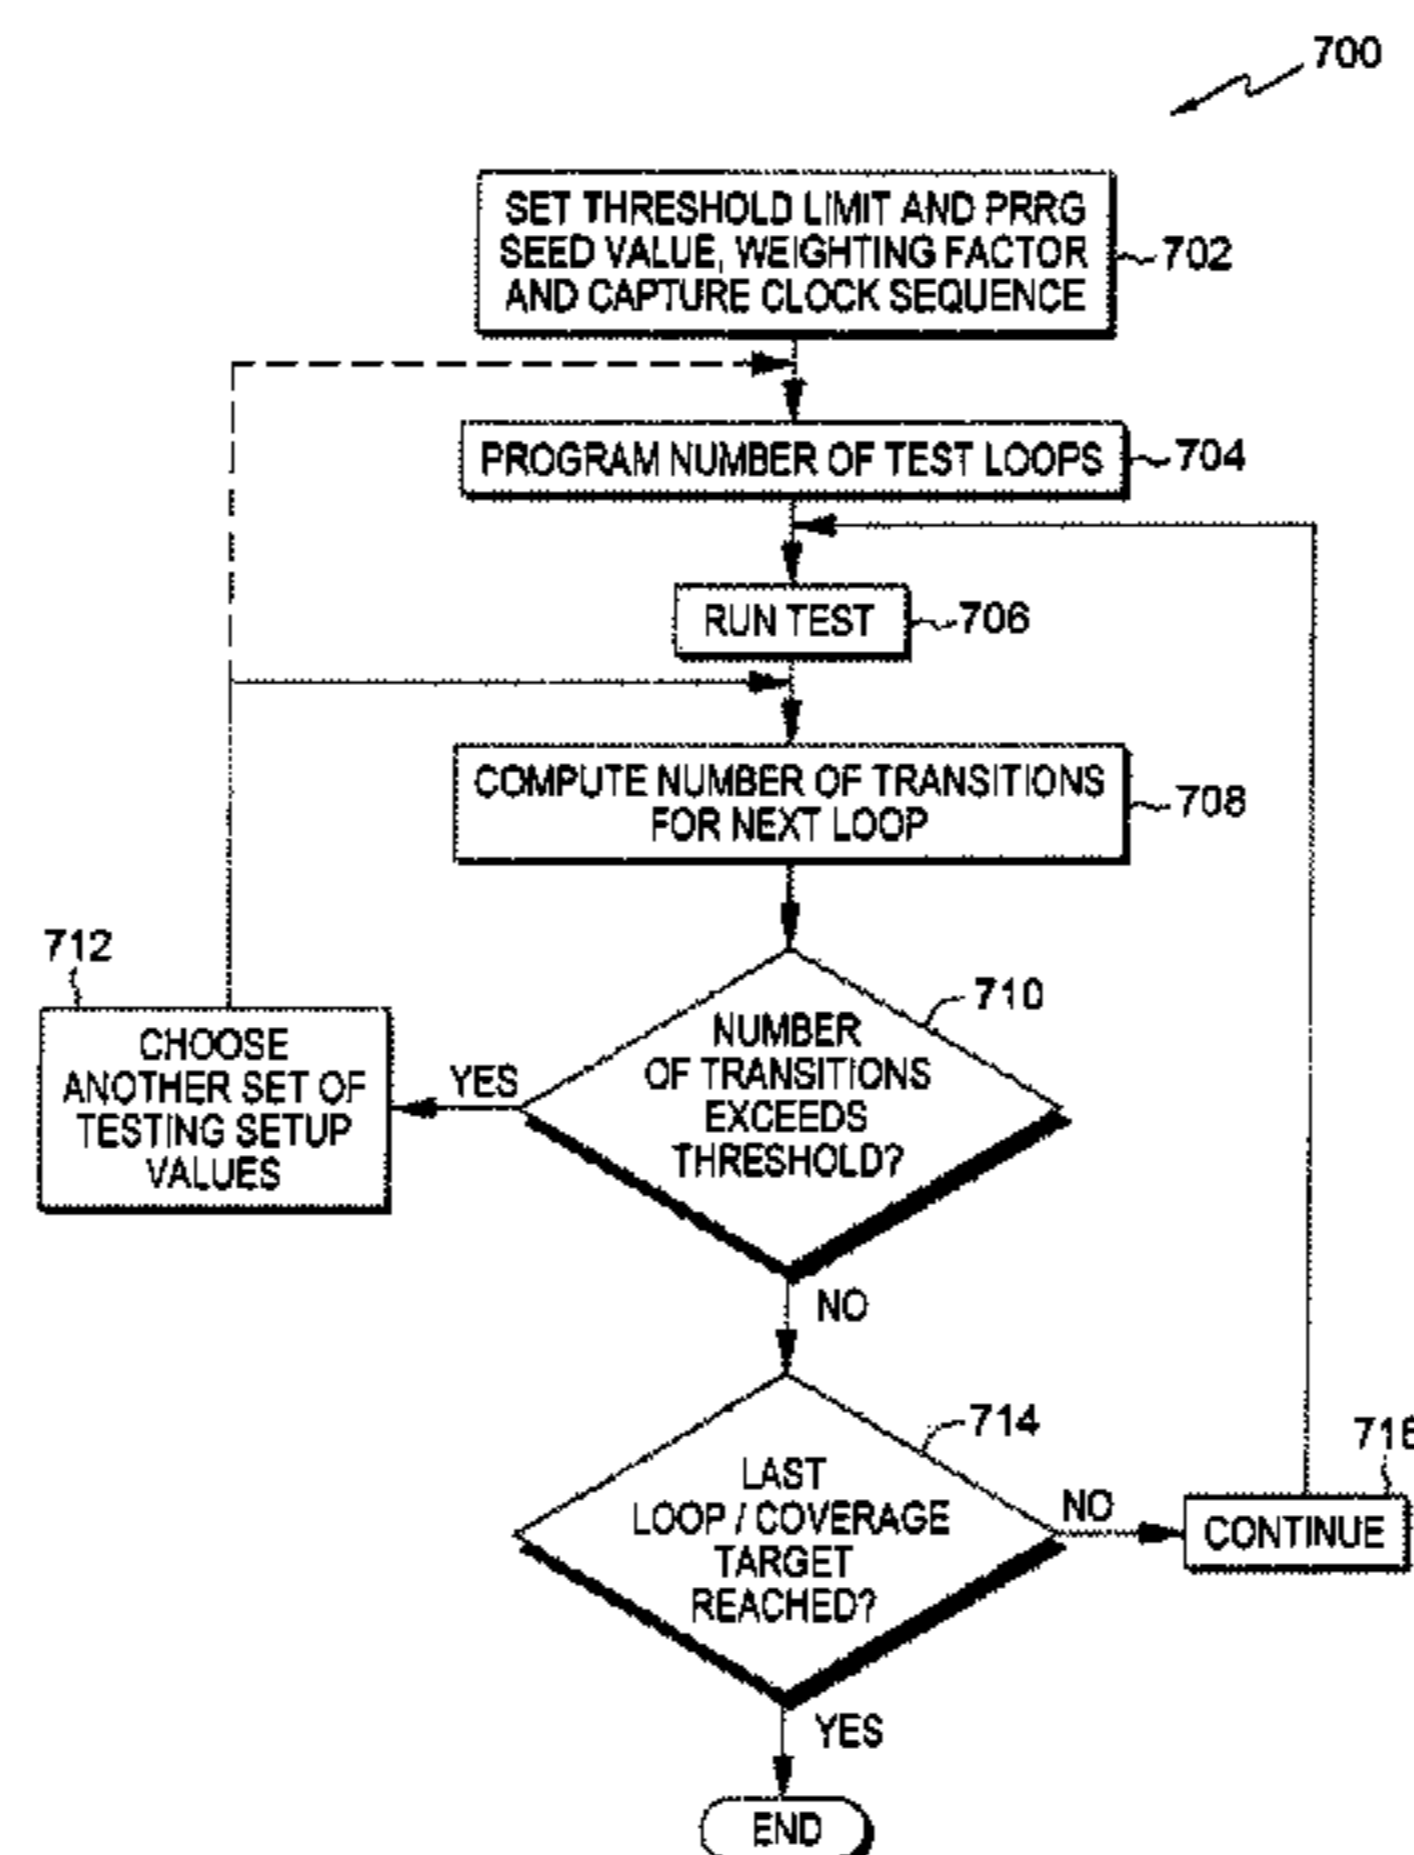 700
SET THRESHOLD LIMIT AND PRRG
SEED VALUE, WEIGHTING FACTOR
AND CAPTURE CLOCK SEQUENCE
702
PROGRAM NUMBER OF TEST LOOPS
704
RUN TEST
706
COMPUTE NUMBER OF TRANSITIONS
FOR NEXT LOOP
708
712
CHOOSE
ANOTHER SET OF
TESTING SETUP
VALUES
YES
710
NUMBER
OF TRANSITIONS
EXCEEDS
THRESHOLD?
NO
714
LAST
LOOP / COVERAGE
TARGET
REACHED?
NO
CONTINUE
YES
END